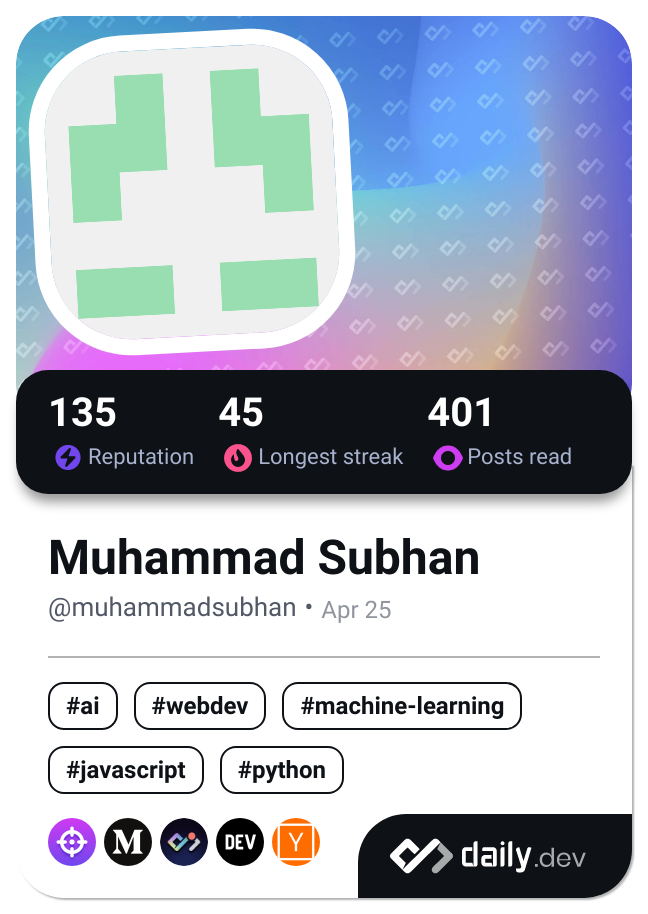 135 45 401
Reputation Longest streak Posts read
Muhammad Subhan
@muhammadsubhan • Apr 25
#ai #webdev #machine-learning
#javascript #python
M DEV Y
daily.dev